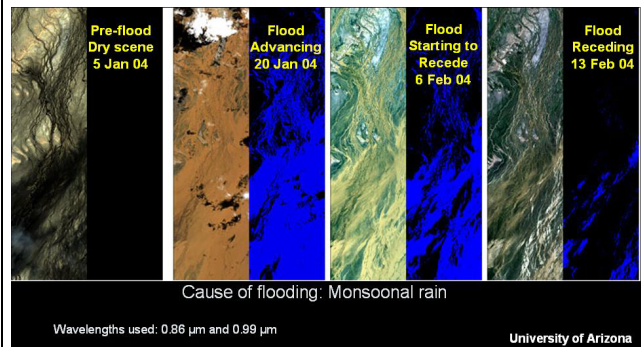 Pre-flood
Dry scene
5 Jan 04
Flood
Advancing
20 Jan 04
Flood
Starting to
Recede
6 Feb 04
Flood
Receding
13 Feb 04
Cause of flooding: Monsoonal rain
Wavelengths used: 0.86 µm and 0.99 µm
University of Arizona